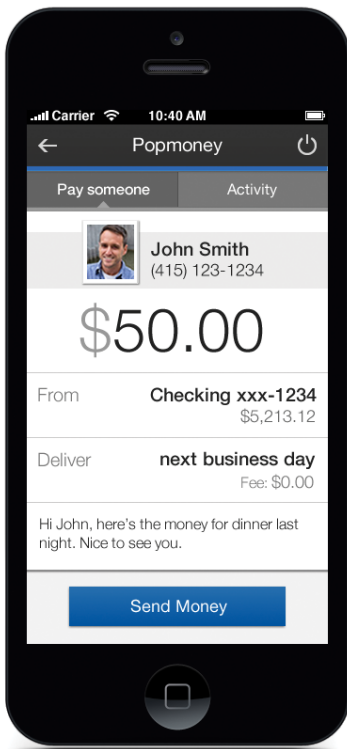 Carrier 10:40 AM
Popmoney
Pay someone Activity
John Smith
(415) 123-1234
$50.00
From Checking xxx-1234
$5,213.12
Deliver next business day
Fee: $0.00
Hi John, here's the money for dinner last
night. Nice to see you.
Send Money